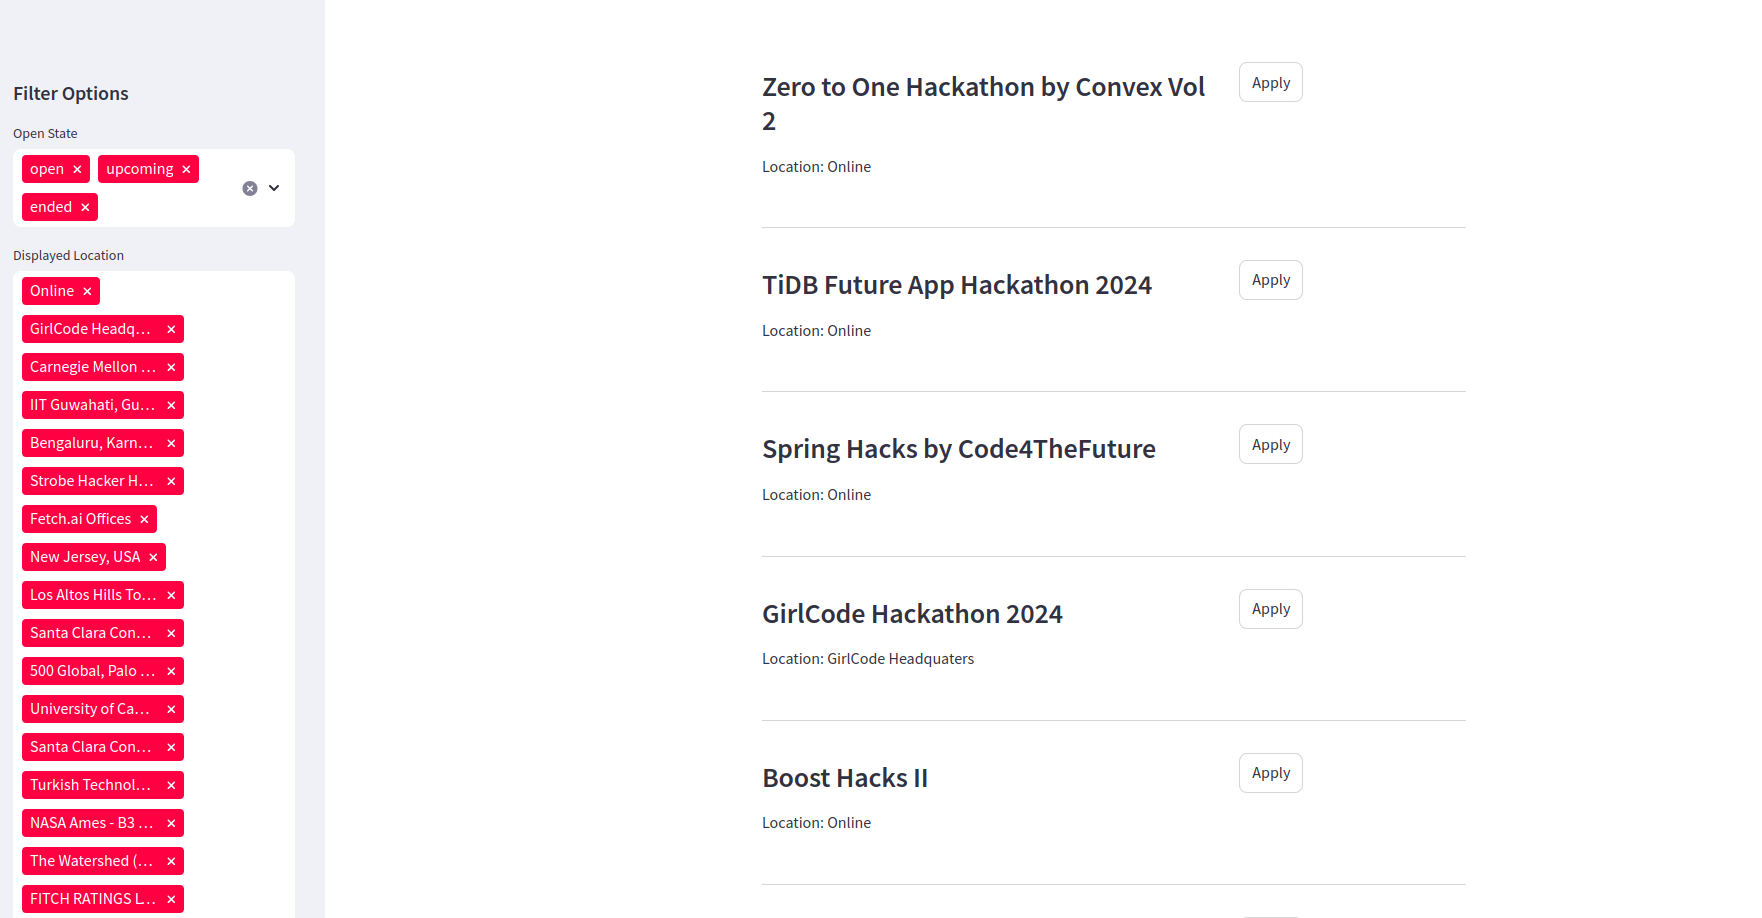 Filter Options
Open State
open
upcoming
ended
Displayed Location
Online
GirlCode Headq...
Carnegie Mellon ...
IIT Guwahati, Gu...
Bengaluru, Karn...
Strobe Hacker H...
Fetch.ai Offices
New Jersey, USA
Los Altos Hills To...
Santa Clara Con...
500 Global, Palo ...
University of Ca...
Santa Clara Con...
Turkish Technol...
NASA Ames - B3 ...
The Watershed (...
FITCH RATINGS L...
Zero to One Hackathon by Convex Vol
2
Apply
Location: Online
TiDB Future App Hackathon 2024
Apply
Location: Online
Spring Hacks by Code4TheFuture
Apply
Location: Online
GirlCode Hackathon 2024
Apply
Location: GirlCode Headquaters
Boost Hacks II
Apply
Location: Online